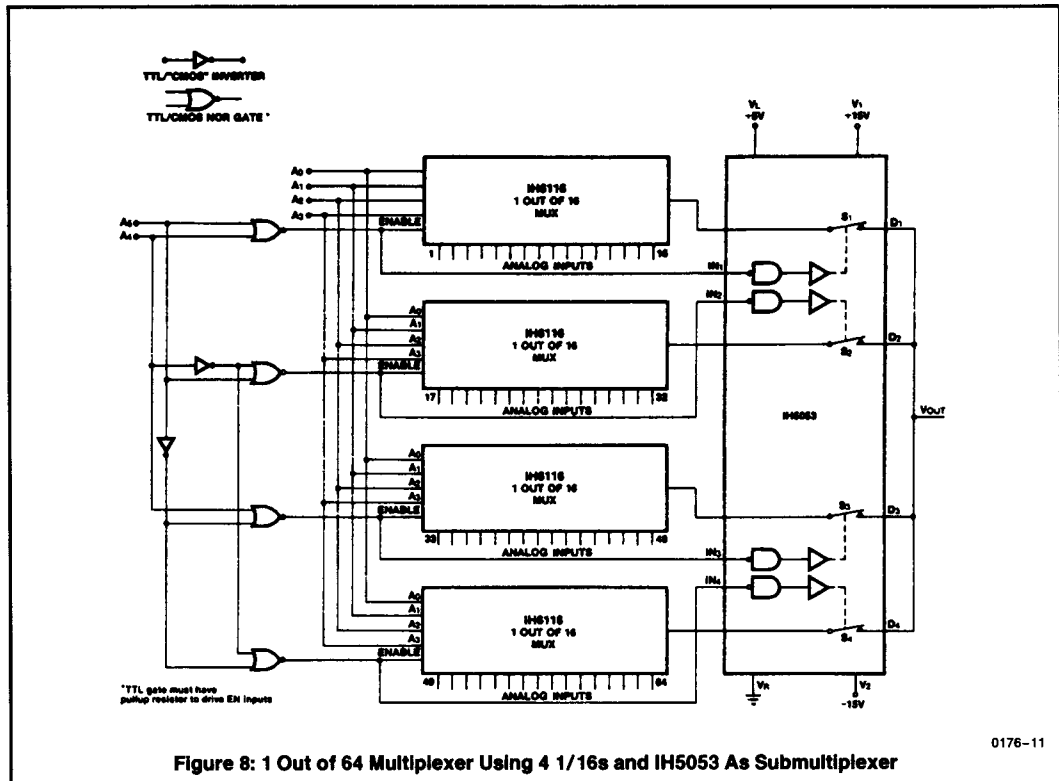 TTL/"CMOS" INVERTER
TTL/CMOS NOR GATE *
VL
+5V
V1
+15V
A0
A1
A2
A3
A5
A4
ENABLE
IH6116
1 OUT OF 16
MUX
1
16
ANALOG INPUTS
S1
D1
IN1
IN2
A0
A1
A2
A3
ENABLE
IH6116
1 OUT OF 16
MUX
17
32
ANALOG INPUTS
S2
D2
IH5053
VOUT
A0
A1
A2
A3
ENABLE
IH6116
1 OUT OF 16
MUX
33
48
ANALOG INPUTS
S3
D3
IN3
IN4
A0
A1
A2
A3
ENABLE
IH6116
1 OUT OF 16
MUX
49
64
ANALOG INPUTS
S4
D4
VR
V2
-15V
*TTL gate must have
pullup resistor to drive EN inputs
0176-11
Figure 8: 1 Out of 64 Multiplexer Using 4 1/16s and IH5053 As Submultiplexer